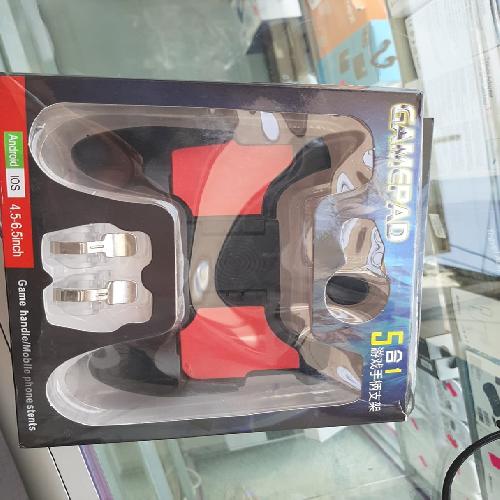 GAMEPAD
5合1
游戏手柄支架
Android IOS 4.5-6.5inch
Game handle/Mobile phone stents